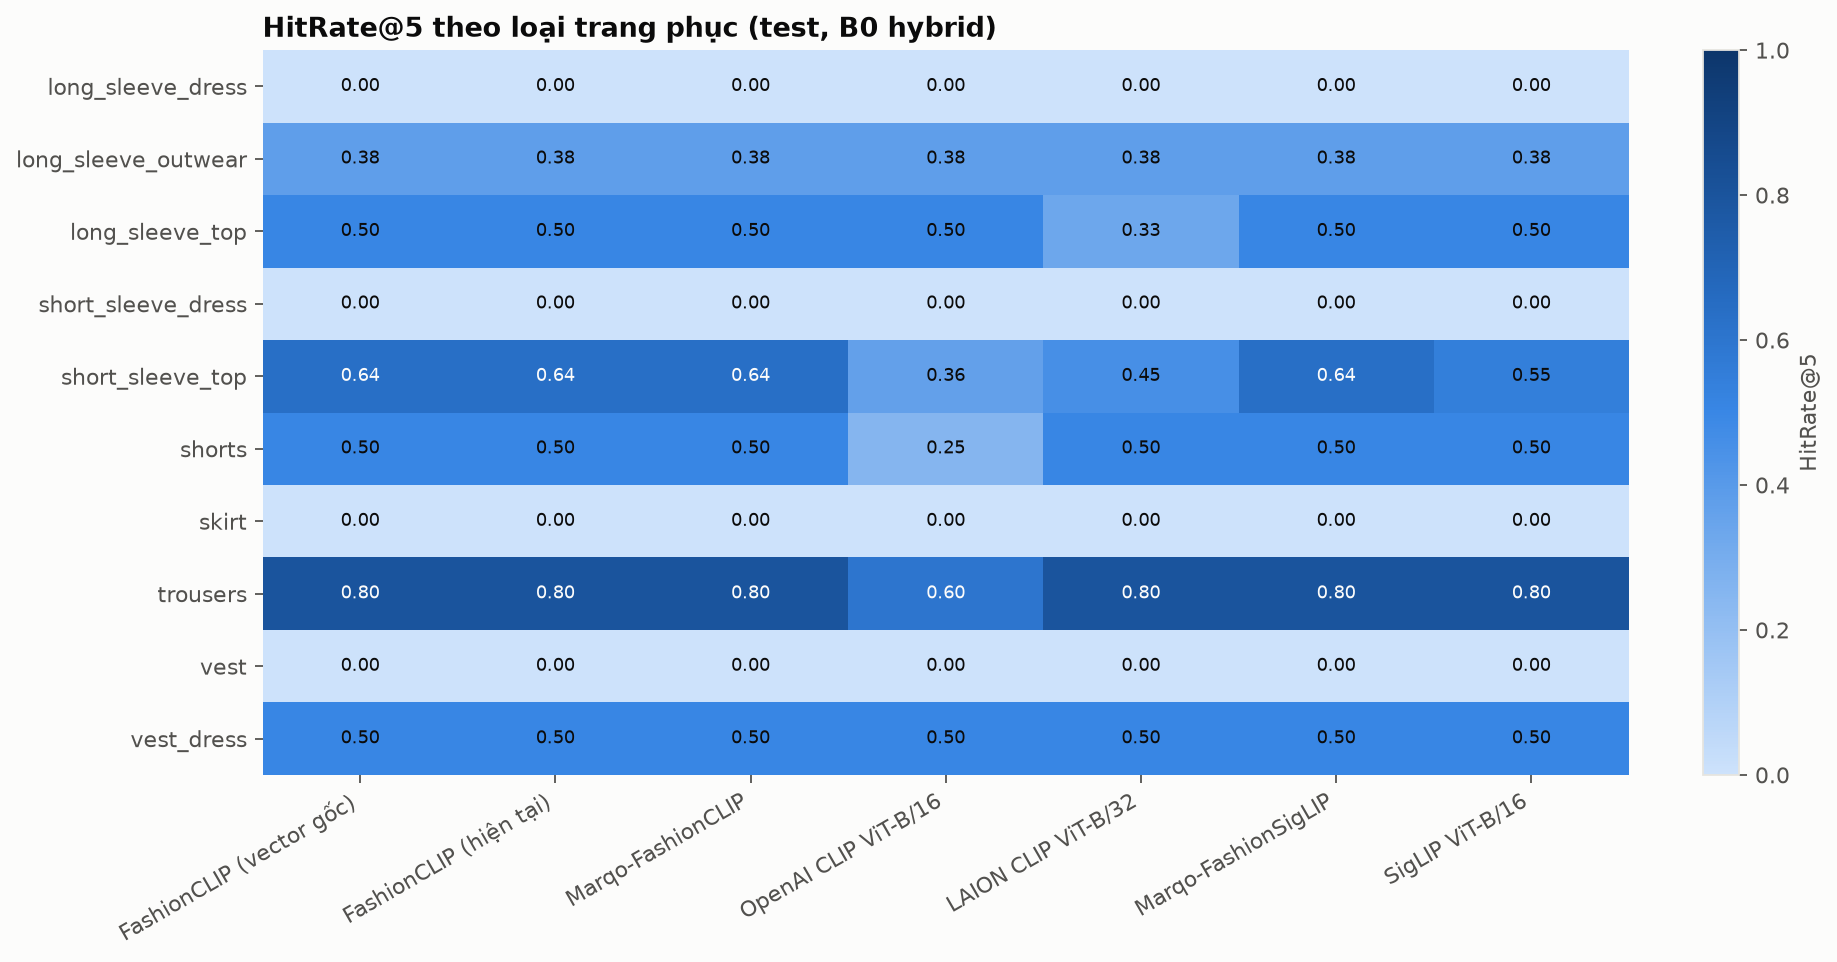 HitRate@5 theo loại trang phục (test, B0 hybrid)
long_sleeve_dress 0.00 0.00 0.00 0.00 0.00 0.00 0.00
long_sleeve_outwear 0.38 0.38 0.38 0.38 0.38 0.38 0.38
long_sleeve_top 0.50 0.50 0.50 0.50 0.33 0.50 0.50
short_sleeve_dress 0.00 0.00 0.00 0.00 0.00 0.00 0.00
short_sleeve_top 0.64 0.64 0.64 0.36 0.45 0.64 0.55
shorts 0.50 0.50 0.50 0.25 0.50 0.50 0.50
skirt 0.00 0.00 0.00 0.00 0.00 0.00 0.00
trousers 0.80 0.80 0.80 0.60 0.80 0.80 0.80
vest 0.00 0.00 0.00 0.00 0.00 0.00 0.00
vest_dress 0.50 0.50 0.50 0.50 0.50 0.50 0.50
FashionCLIP (vector gốc)
FashionCLIP (hiện tại)
Marqo-FashionCLIP
OpenAI CLIP ViT-B/16
LAION CLIP ViT-B/32
Marqo-FashionSigLIP
SigLIP ViT-B/16
1.0
0.8
0.6
0.4
0.2
0.0
HitRate@5